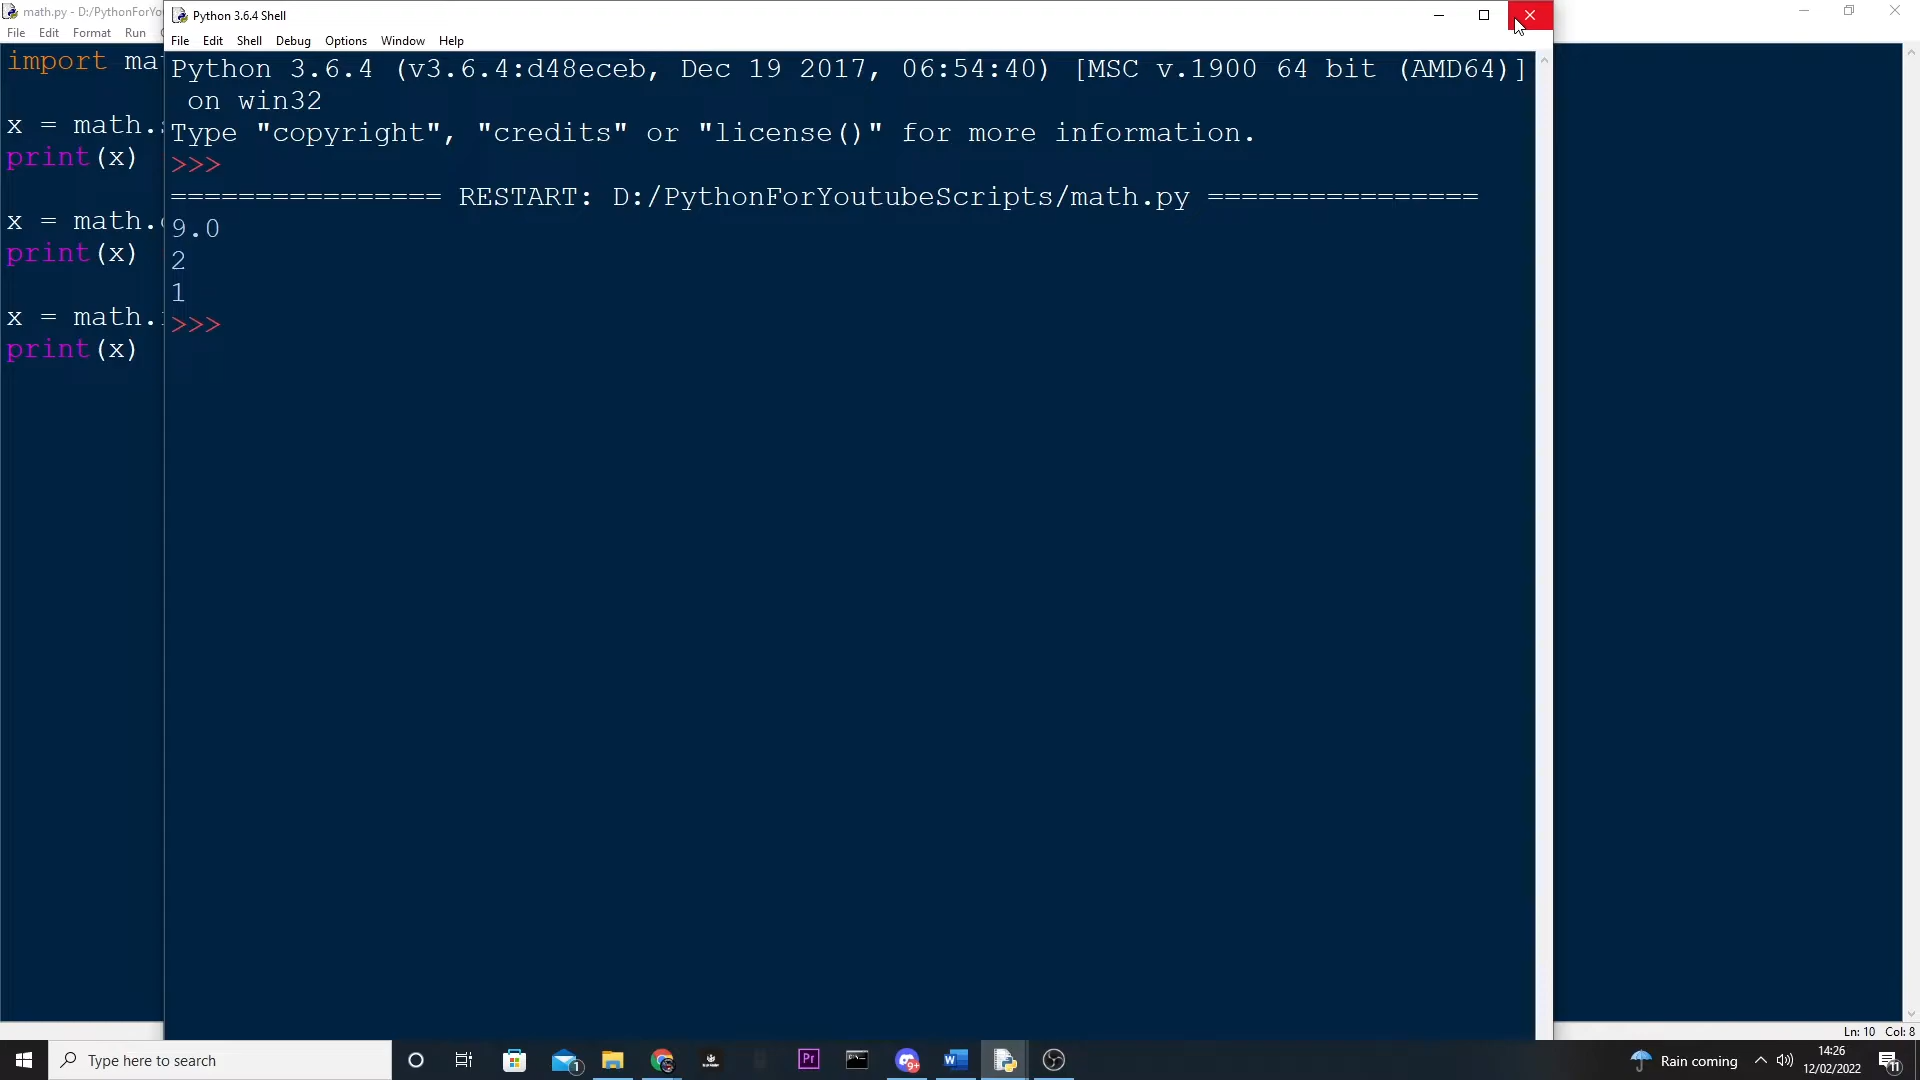 math.py - D:/PythonForYo
File Edit Format Run
import ma
x = math.
print(x)
x = math.
print(x)
x = math.
print(x)
Python 3.6.4 Shell
File Edit Shell Debug Options Window Help
Python 3.6.4 (v3.6.4:d48eceb, Dec 19 2017, 06:54:40) [MSC v.1900 64 bit (AMD64)]
on win32
Type "copyright", "credits" or "license()" for more information.
>>>
================ RESTART: D:/PythonForYoutubeScripts/math.py ================
9.0
2
1
>>>
Ln: 10 Col: 8
Type here to search
1
Pr
9+
W
Rain coming
14:26
12/02/2022
11